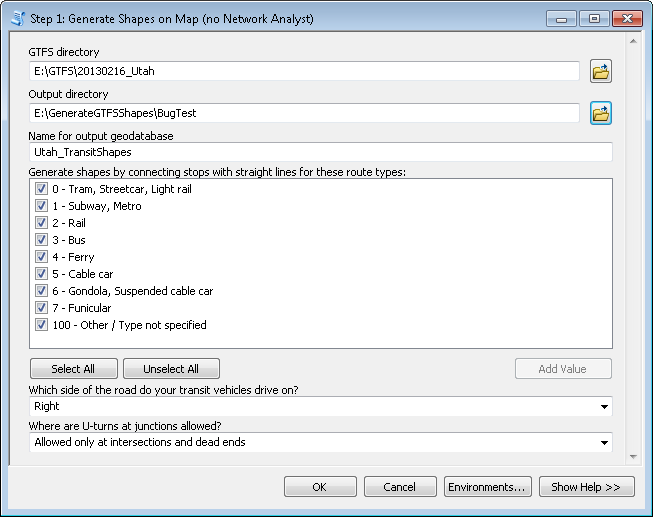 Step 1: Generate Shapes on Map (no Network Analyst)
GTFS directory
E:\GTFS\20130216_Utah
Output directory
E:\GenerateGTFSShapes\BugTest
Name for output geodatabase
Utah_TransitShapes
Generate shapes by connecting stops with straight lines for these route types:
0 - Tram, Streetcar, Light rail
1 - Subway, Metro
2 - Rail
3 - Bus
4 - Ferry
5 - Cable car
6 - Gondola, Suspended cable car
7 - Funicular
100 - Other / Type not specified
Select All Unselect All Add Value
Which side of the road do your transit vehicles drive on?
Right
Where are U-turns at junctions allowed?
Allowed only at intersections and dead ends
OK Cancel Environments... Show Help >>